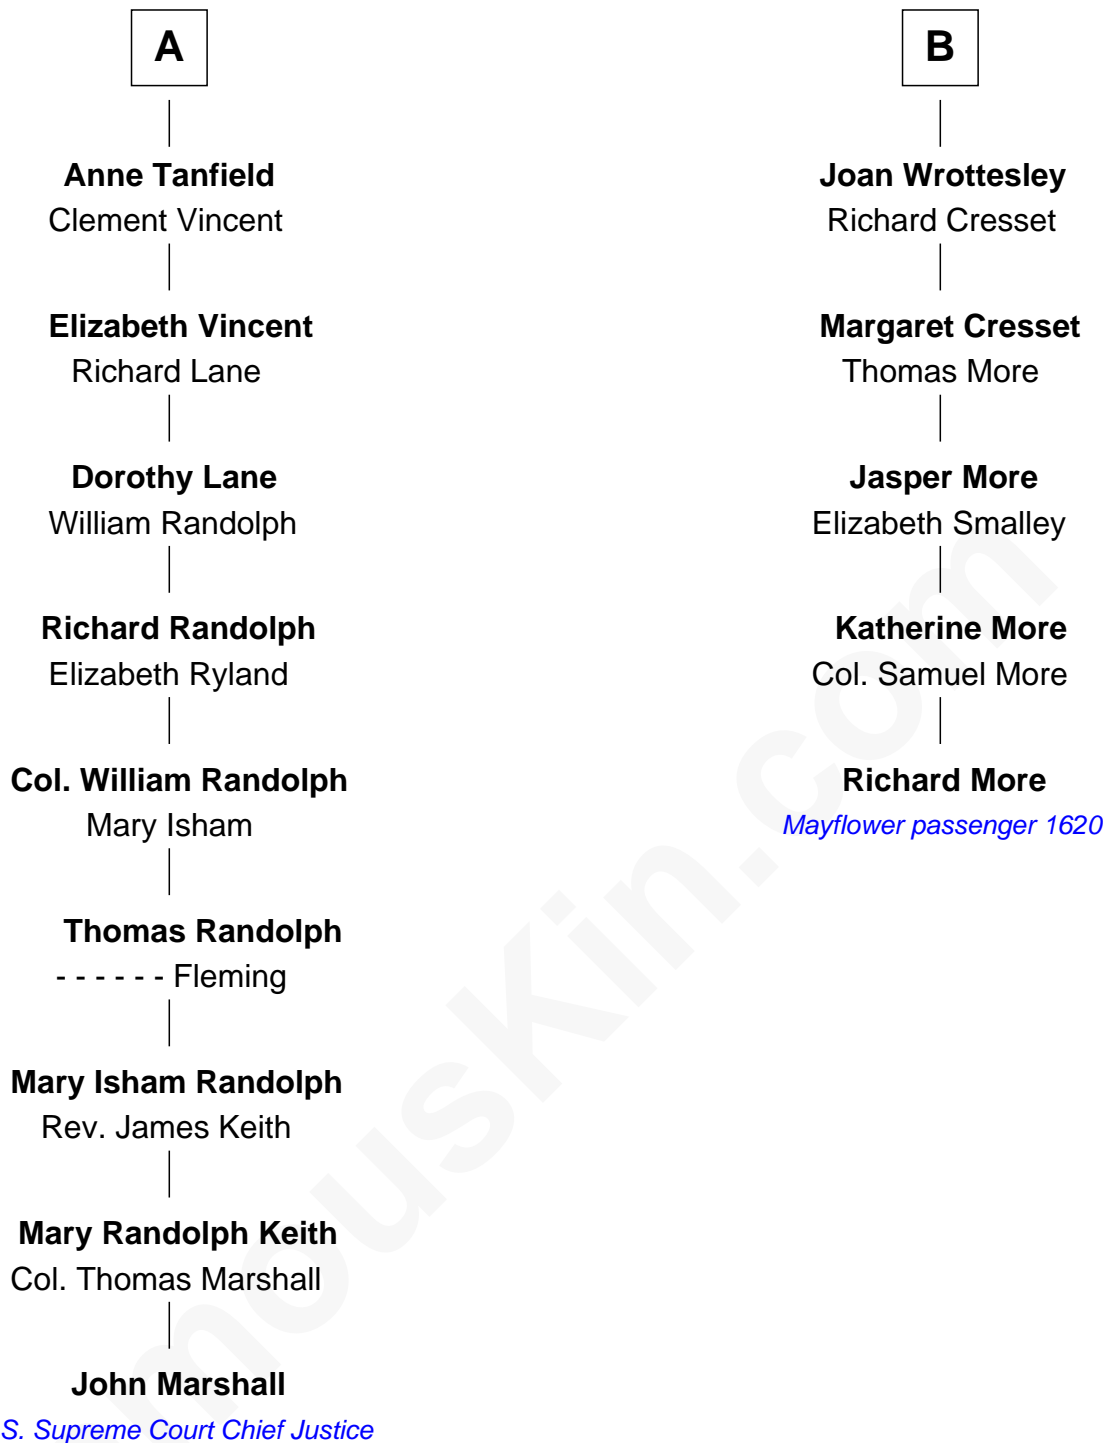 A
Anne Tanfield
Clement Vincent
Elizabeth Vincent
Richard Lane
Dorothy Lane
William Randolph
Richard Randolph
Elizabeth Ryland
Col. William Randolph
Mary Isham
Thomas Randolph
- - - - - - Fleming
Mary Isham Randolph
Rev. James Keith
Mary Randolph Keith
Col. Thomas Marshall
John Marshall
S. Supreme Court Chief Justice
B
Joan Wrottesley
Richard Cresset
Margaret Cresset
Thomas More
Jasper More
Elizabeth Smalley
Katherine More
Col. Samuel More
Richard More
Mayflower passenger 1620
mousKin.com